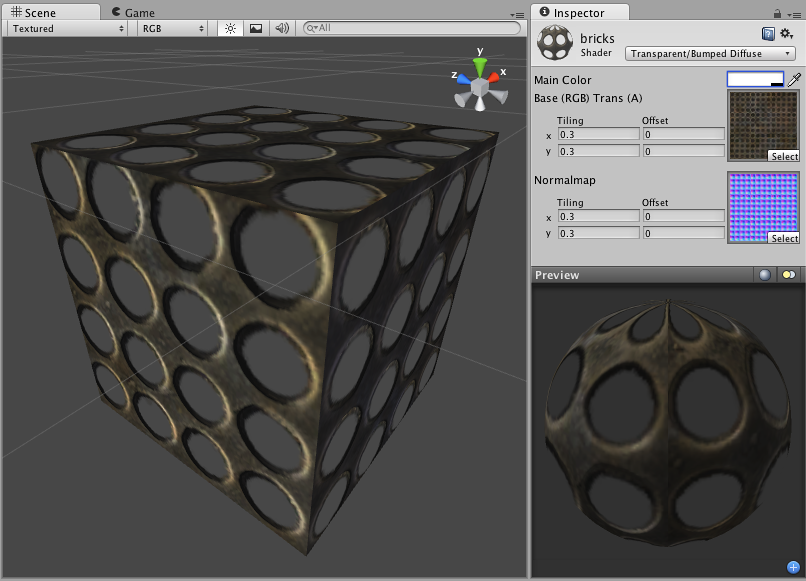 Scene
Game
Textured
RGB
All
y
x
z
Inspector
bricks
Shader
Transparent/Bumped Diffuse
Main Color
Base (RGB) Trans (A)
Tiling Offset
x 0.3 0
y 0.3 0
Select
Normalmap
Tiling Offset
x 0.3 0
y 0.3 0
Select
Preview